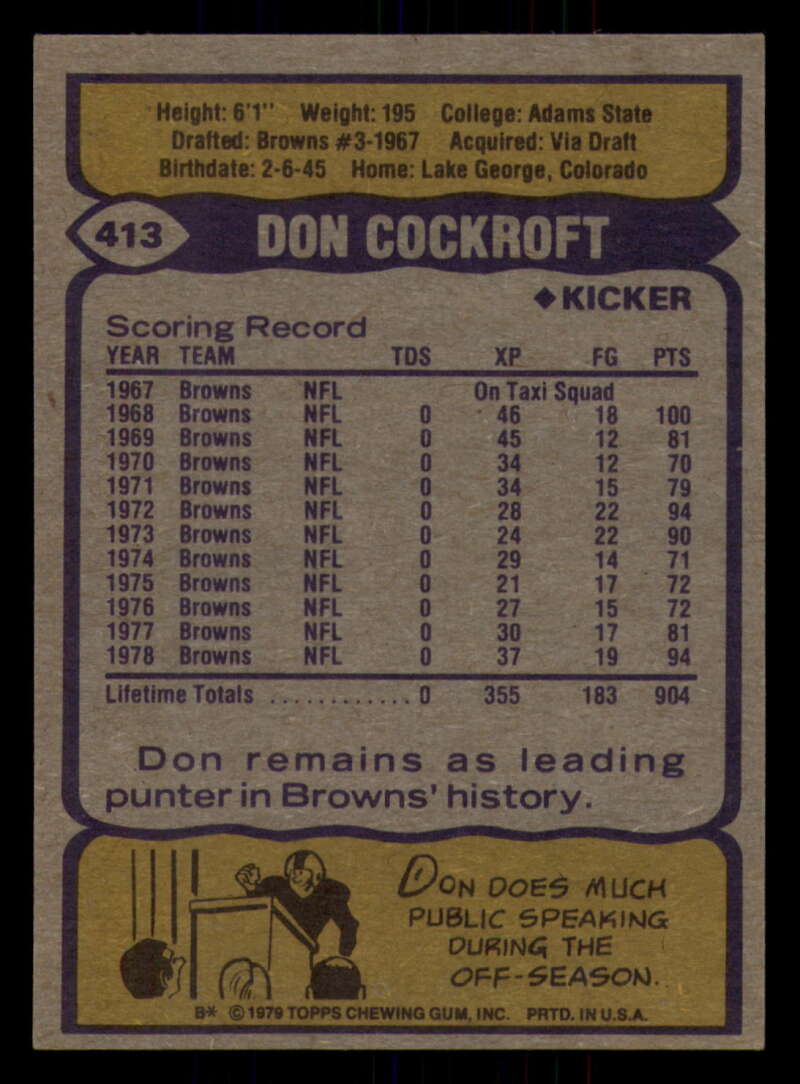 Height: 6'1" Weight: 195 College: Adams State
Drafted: Browns #3-1967 Acquired: Via Draft
Birthdate: 2-6-45 Home: Lake George, Colorado
413 DON COCKROFT
◆KICKER
Scoring Record
YEAR TEAM TDS XP FG PTS
1967 Browns NFL On Taxi Squad
1968 Browns NFL 0 46 18 100
1969 Browns NFL 0 45 12 81
1970 Browns NFL 0 34 12 70
1971 Browns NFL 0 34 15 79
1972 Browns NFL 0 28 22 94
1973 Browns NFL 0 24 22 90
1974 Browns NFL 0 29 14 71
1975 Browns NFL 0 21 17 72
1976 Browns NFL 0 27 15 72
1977 Browns NFL 0 30 17 81
1978 Browns NFL 0 37 19 94
Lifetime Totals ............ 0 355 183 904
Don remains as leading
punter in Browns' history.
DON DOES MUCH
PUBLIC SPEAKING
DURING THE
OFF-SEASON.
B* © 1979 TOPPS CHEWING GUM, INC. PRTD. IN U.S.A.